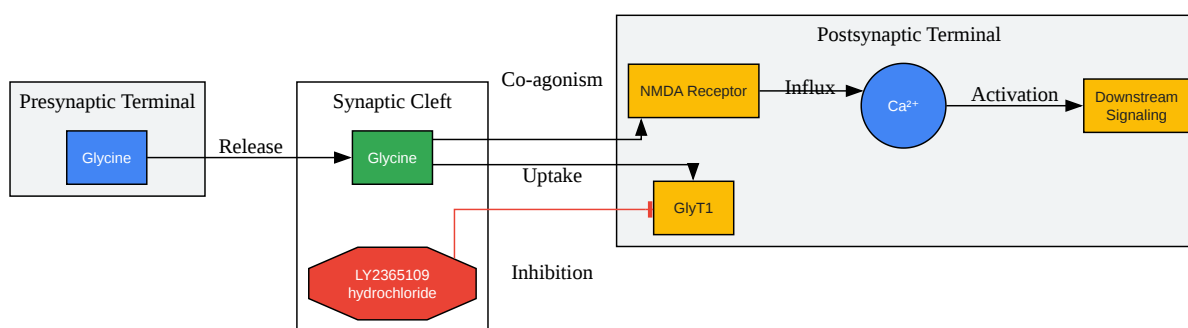 Postsynaptic Terminal
Co-agonism
NMDA Receptor
Influx
Ca²⁺
Activation
Downstream
Signaling
Presynaptic Terminal
Synaptic Cleft
Glycine
Release
Glycine
Uptake
GlyT1
LY2365109
hydrochloride
Inhibition